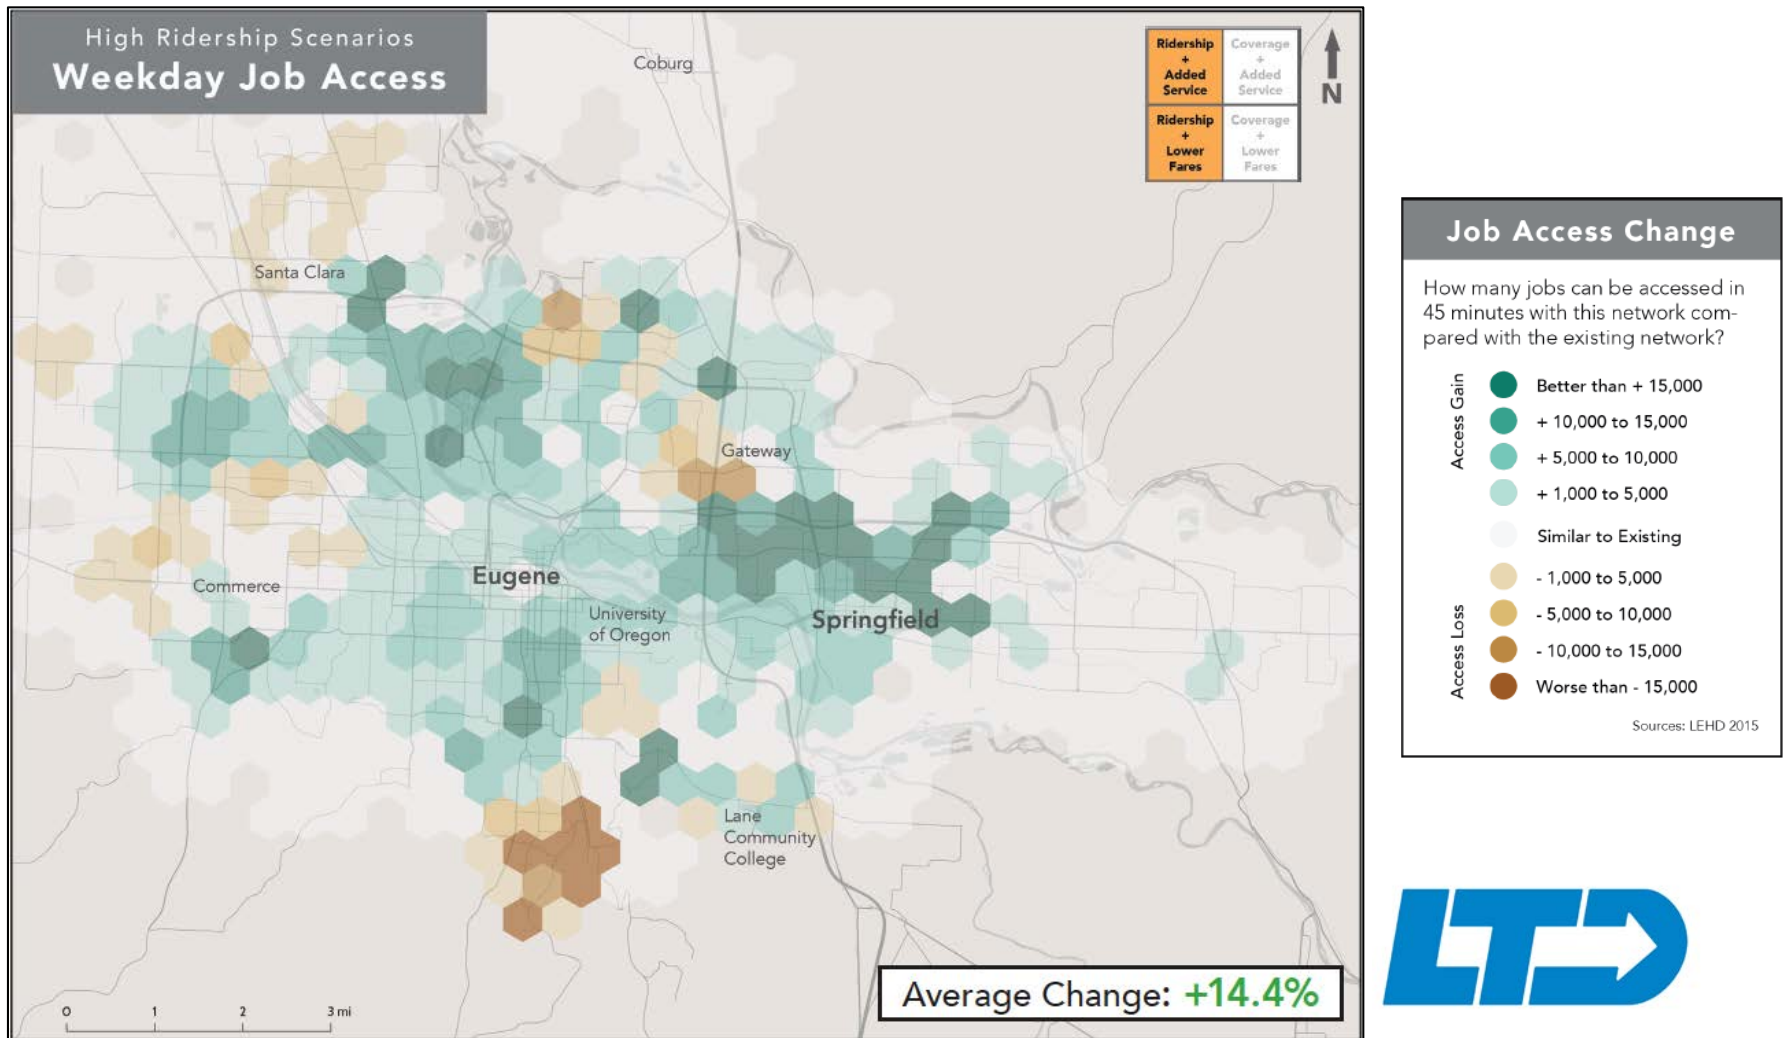 High Ridership Scenarios
Weekday Job Access
Coburg
Ridership
+
Added
Service
Coverage
+
Added
Service
Ridership
+
Lower
Fares
Coverage
+
Lower
Fares
N
Santa Clara
Gateway
Commerce
Eugene
University
of Oregon
Springfield
Lane
Community
College
0 1 2 3 mi
Average Change: +14.4%
Job Access Change
How many jobs can be accessed in
45 minutes with this network com-
pared with the existing network?
Access Gain
Better than + 15,000
+ 10,000 to 15,000
+ 5,000 to 10,000
+ 1,000 to 5,000
Similar to Existing
Access Loss
- 1,000 to 5,000
- 5,000 to 10,000
- 10,000 to 15,000
Worse than - 15,000
Sources: LEHD 2015
LTD